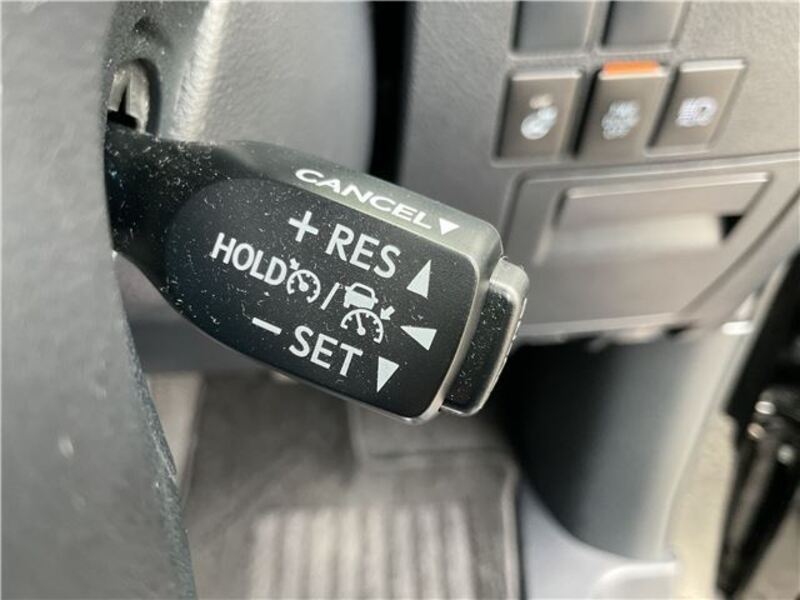 CANCEL▼
+ RES ▲
HOLD /
- SET ▼